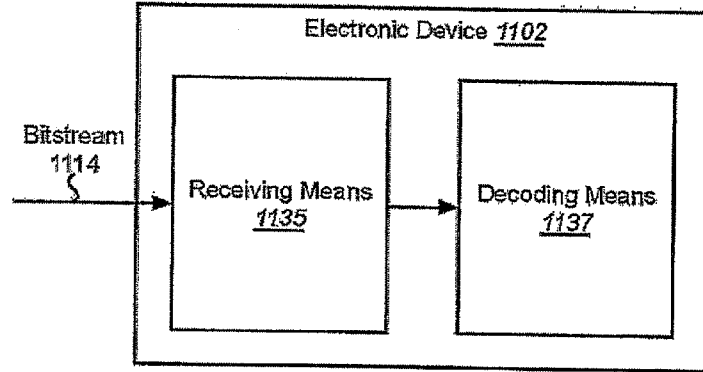 Electronic Device 1102
Bitstream
1114
Receiving Means
1135
Decoding Means
1137